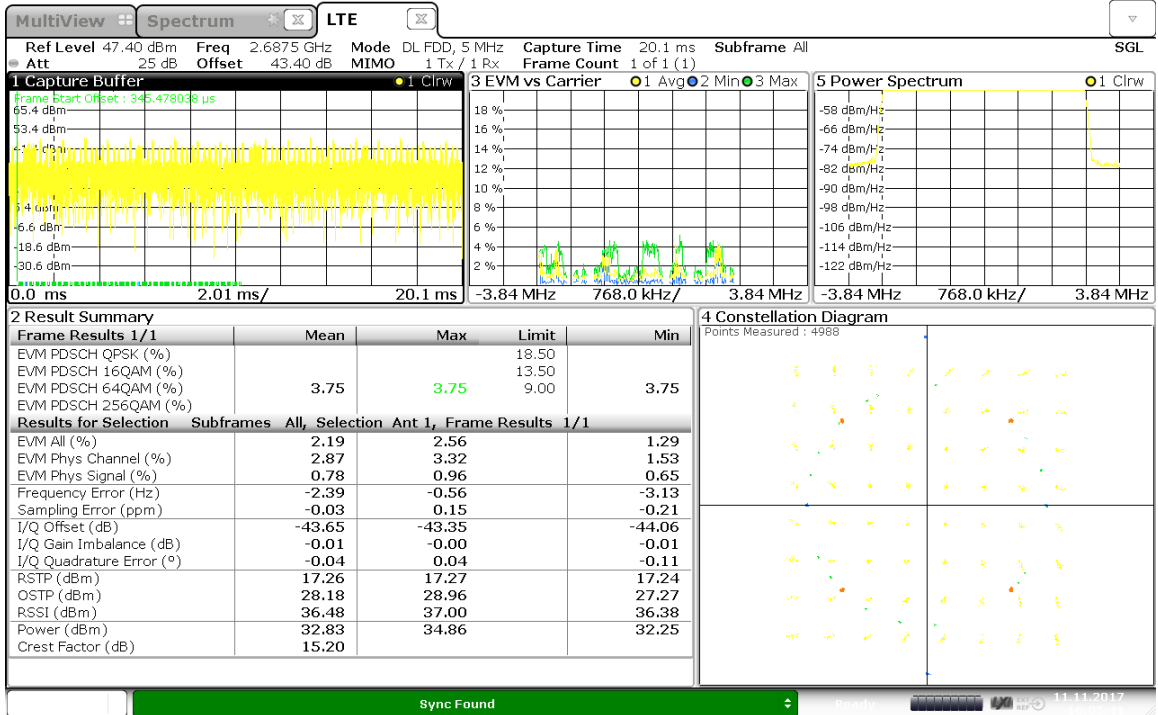 MultiView Spectrum LTE
Ref Level 47.40 dBm Freq 2.6875 GHz Mode DL FDD, 5 MHz Capture Time 20.1 ms Subframe All SGL
Att 25 dB Offset 43.40 dB MIMO 1 Tx / 1 Rx Frame Count 1 of 1 (1)
1 Capture Buffer 1 Clrw
Frame Start Offset : 345.478038 µs
65.4 dBm
53.4 dBm
-6.6 dBm
-18.6 dBm
-30.6 dBm
0.0 ms 2.01 ms/ 20.1 ms
3 EVM vs Carrier 1 Avg 2 Min 3 Max
18 %
16 %
14 %
12 %
10 %
8 %
6 %
4 %
2 %
-3.84 MHz 768.0 kHz/ 3.84 MHz
5 Power Spectrum 1 Clrw
-58 dBm/Hz
-66 dBm/Hz
-74 dBm/Hz
-82 dBm/Hz
-90 dBm/Hz
-98 dBm/Hz
-106 dBm/Hz
-114 dBm/Hz
-122 dBm/Hz
-3.84 MHz 768.0 kHz/ 3.84 MHz
2 Result Summary
Frame Results 1/1 Mean Max Limit Min
EVM PDSCH QPSK (%) 18.50
EVM PDSCH 16QAM (%) 13.50
EVM PDSCH 64QAM (%) 3.75 3.75 9.00 3.75
EVM PDSCH 256QAM (%)
Results for Selection Subframes All, Selection Ant 1, Frame Results 1/1
EVM All (%) 2.19 2.56 1.29
EVM Phys Channel (%) 2.87 3.32 1.53
EVM Phys Signal (%) 0.78 0.96 0.65
Frequency Error (Hz) -2.39 -0.56 -3.13
Sampling Error (ppm) -0.03 0.15 -0.21
I/Q Offset (dB) -43.65 -43.35 -44.06
I/Q Gain Imbalance (dB) -0.01 -0.00 -0.01
I/Q Quadrature Error (º) -0.04 0.04 -0.11
RSTP (dBm) 17.26 17.27 17.24
OSTP (dBm) 28.18 28.96 27.27
RSSI (dBm) 36.48 37.00 36.38
Power (dBm) 32.83 34.86 32.25
Crest Factor (dB) 15.20
4 Constellation Diagram
Points Measured : 4988
Sync Found
Ready
LXI
EXT
REF
11.11.2017